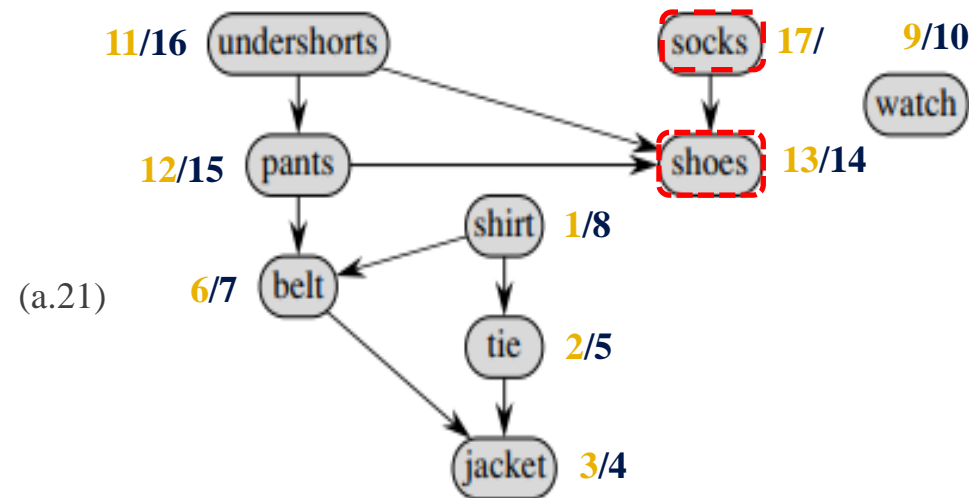 11/16 undershorts socks 17/ 9/10
watch
12/15 pants shoes 13/14
shirt 1/8
(a.21) 6/7 belt
tie 2/5
jacket 3/4